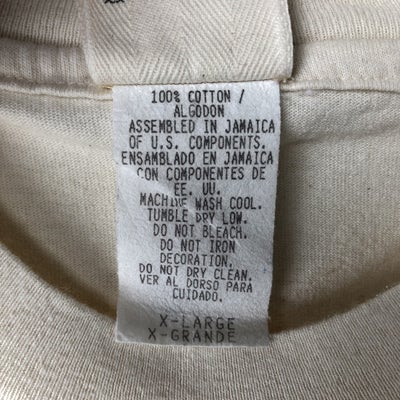 100% COTTON /
ALGODON
ASSEMBLED IN JAMAICA
OF U.S. COMPONENTS.
ENSAMBLADO EN JAMAICA
CON COMPONENTES DE
EE. UU.
MACHINE WASH COOL.
TUMBLE DRY LOW.
DO NOT BLEACH.
DO NOT IRON
DECORATION.
DO NOT DRY CLEAN.
VER AL DORSO PARA
CUIDADO.
X-LARGE
X-GRANDE